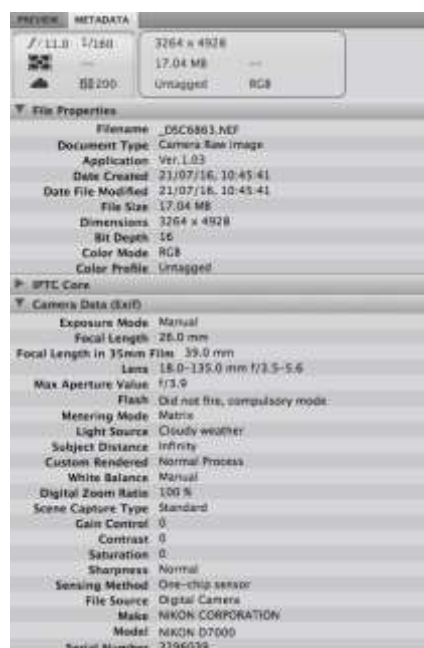 PREVIEW METADATA
f/11.0 1/160 3264 x 4928
-- 17.04 MB --
ISO 200 Untagged RGB
File Properties
Filename _DSC6863.NEF
Document Type Camera Raw image
Application Ver.1.03
Date Created 21/07/16, 10:45:41
Date File Modified 21/07/16, 10:45:41
File Size 17.04 MB
Dimensions 3264 x 4928
Bit Depth 16
Color Mode RGB
Color Profile Untagged
IPTC Core
Camera Data (Exif)
Exposure Mode Manual
Focal Length 26.0 mm
Focal Length in 35mm Film 39.0 mm
Lens 18.0-135.0 mm f/3.5-5.6
Max Aperture Value f/3.9
Flash Did not fire, compulsory mode
Metering Mode Matrix
Light Source Cloudy weather
Subject Distance Infinity
Custom Rendered Normal Process
White Balance Manual
Digital Zoom Ratio 100 %
Scene Capture Type Standard
Gain Control 0
Contrast 0
Saturation 0
Sharpness Normal
Sensing Method One-chip sensor
File Source Digital Camera
Make NIKON CORPORATION
Model NIKON D7000
Serial Number